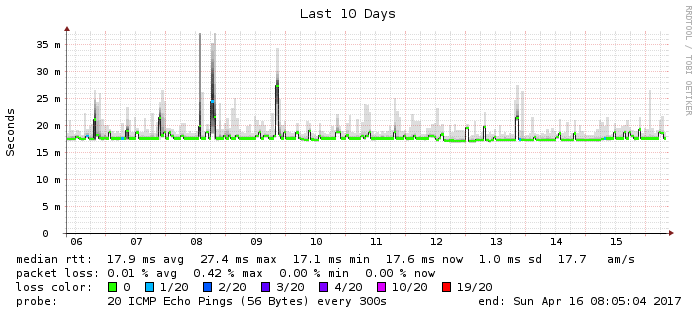 Last 10 Days
RRDTOOL / TOBI OETIKER
Seconds
35 m
30 m
25 m
20 m
15 m
10 m
5 m
0
06 07 08 09 10 11 12 13 14 15
median rtt: 17.9 ms avg 27.4 ms max 17.1 ms min 17.6 ms now 1.0 ms sd 17.7 am/s
packet loss: 0.01 % avg 0.42 % max 0.00 % min 0.00 % now
loss color: 0 1/20 2/20 3/20 4/20 10/20 19/20
probe: 20 ICMP Echo Pings (56 Bytes) every 300s end: Sun Apr 16 08:05:04 2017